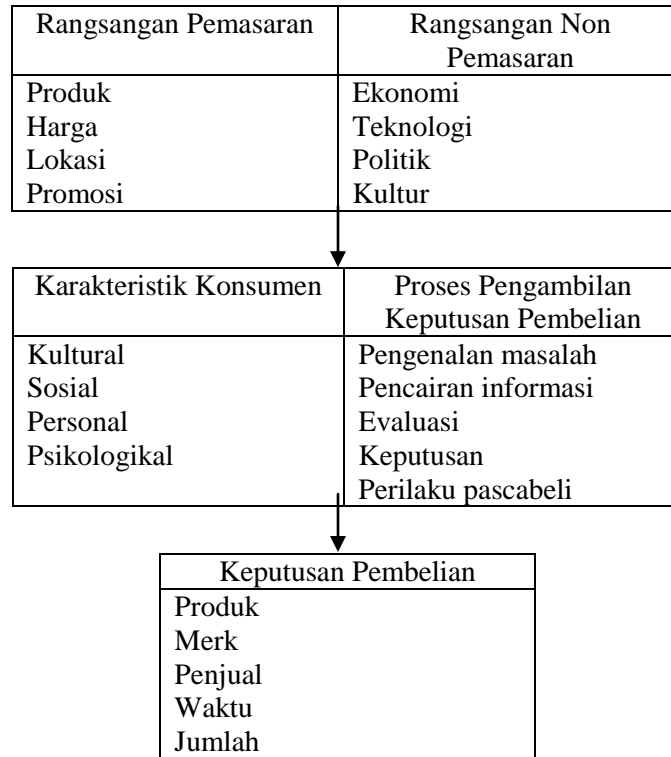 Rangsangan Pemasaran
Rangsangan Non
Pemasaran
Produk
Harga
Lokasi
Promosi
Ekonomi
Teknologi
Politik
Kultur
Karakteristik Konsumen
Proses Pengambilan
Keputusan Pembelian
Kultural
Sosial
Personal
Psikologikal
Pengenalan masalah
Pencairan informasi
Evaluasi
Keputusan
Perilaku pascabeli
Keputusan Pembelian
Produk
Merk
Penjual
Waktu
Jumlah